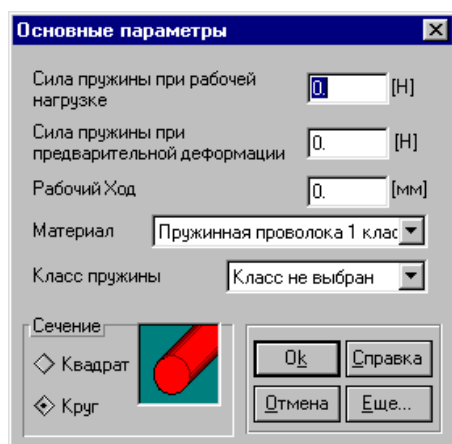 Основные параметры
Сила пружины при рабочей
нагрузке
0.
[Н]
Сила пружины при
предварительной деформации
0.
[Н]
Рабочий Ход
0.
[мм]
Материал
Пружинная проволока 1 клас
Класс пружины
Класс не выбран
Сечение
Квадрат
Круг
Ok
Справка
Отмена
Еще...